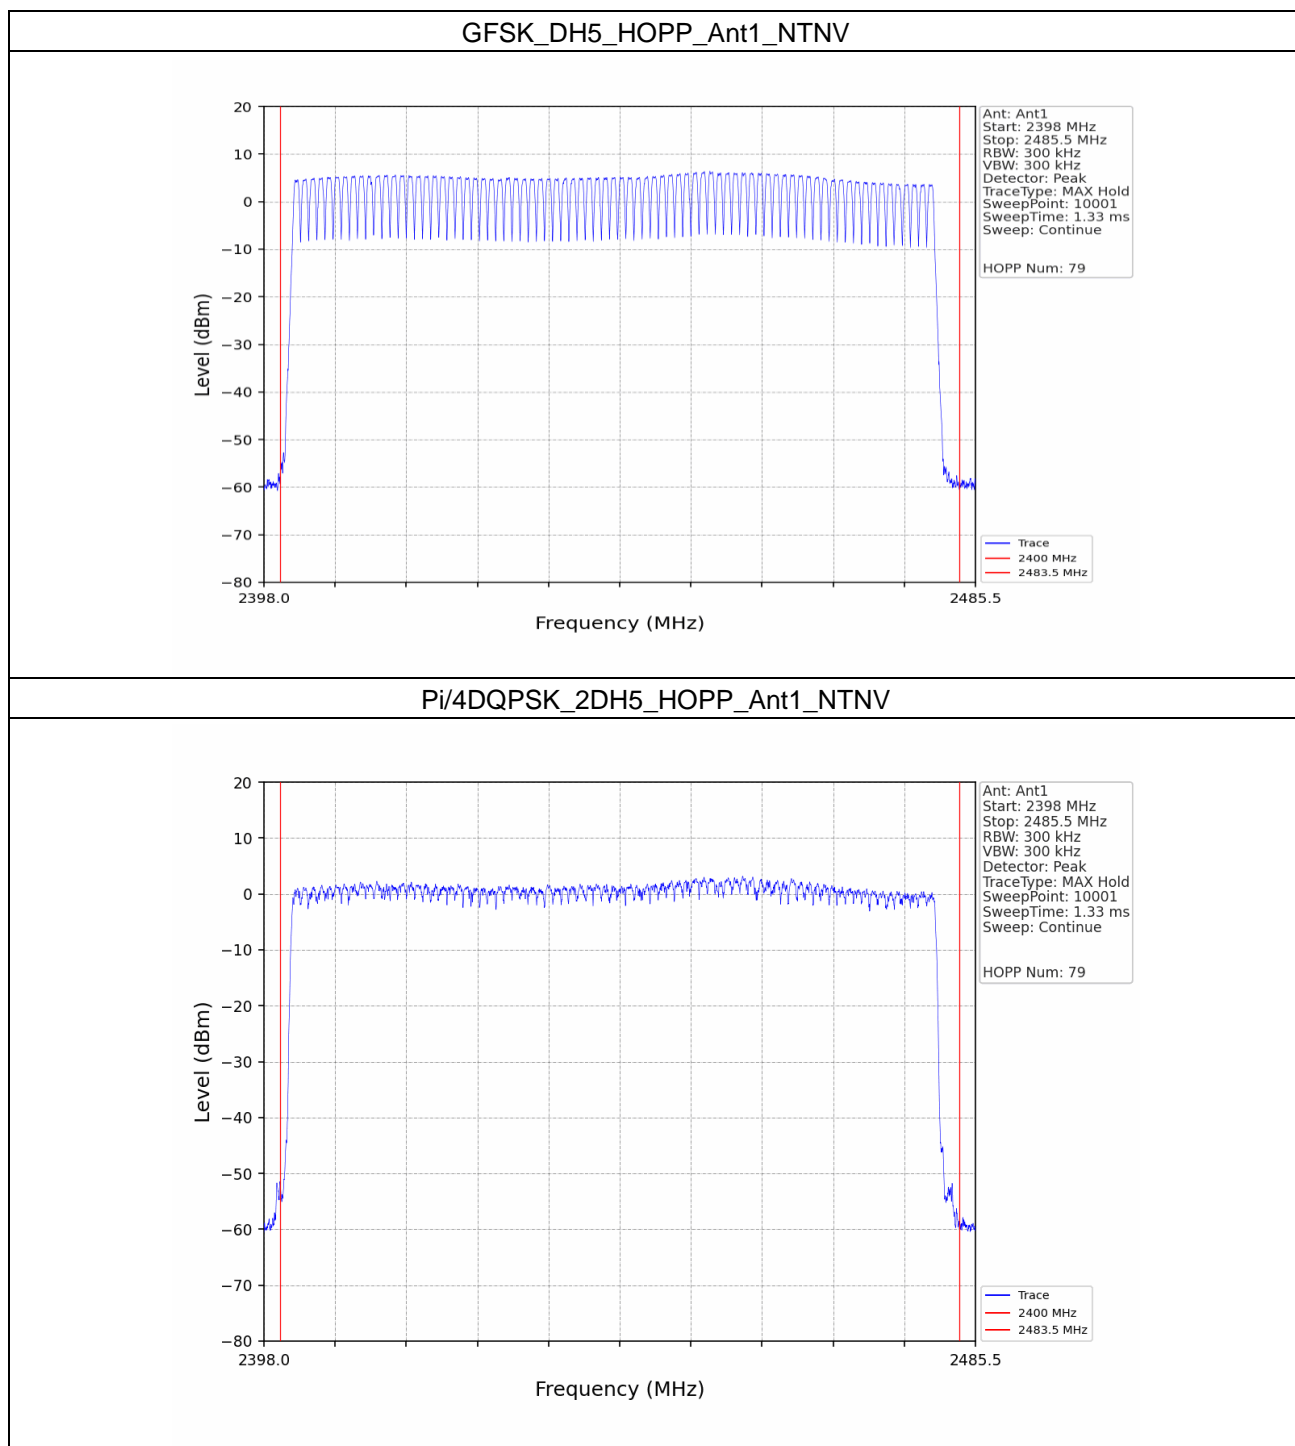 GFSK_DH5_HOPP_Ant1_NTNV
20
10
0
−10
−20
−30
−40
−50
−60
−70
−80
Level (dBm)
2398.0
2485.5
Frequency (MHz)
Ant: Ant1
Start: 2398 MHz
Stop: 2485.5 MHz
RBW: 300 kHz
VBW: 300 kHz
Detector: Peak
TraceType: MAX Hold
SweepPoint: 10001
SweepTime: 1.33 ms
Sweep: Continue
HOPP Num: 79
Trace
2400 MHz
2483.5 MHz
Pi/4DQPSK_2DH5_HOPP_Ant1_NTNV
20
10
0
−10
−20
−30
−40
−50
−60
−70
−80
Level (dBm)
2398.0
2485.5
Frequency (MHz)
Ant: Ant1
Start: 2398 MHz
Stop: 2485.5 MHz
RBW: 300 kHz
VBW: 300 kHz
Detector: Peak
TraceType: MAX Hold
SweepPoint: 10001
SweepTime: 1.33 ms
Sweep: Continue
HOPP Num: 79
Trace
2400 MHz
2483.5 MHz